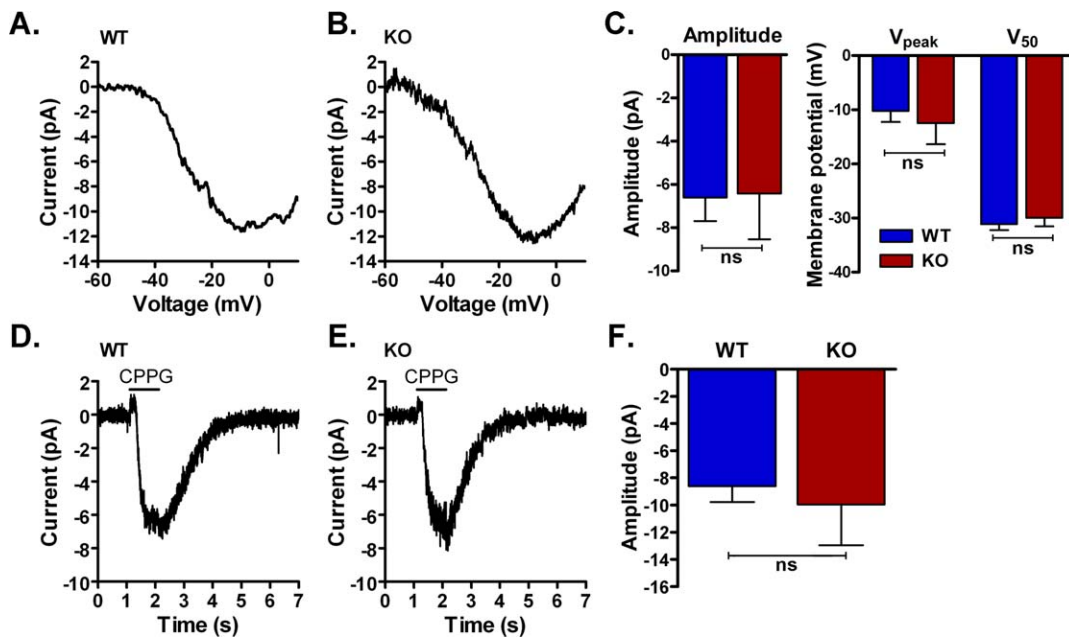 A.
WT
Current (pA)
2
0
-2
-4
-6
-8
-10
-12
-14
-60
-40
-20
0
Voltage (mV)
B.
KO
Current (pA)
2
0
-2
-4
-6
-8
-10
-12
-14
-60
-40
-20
0
Voltage (mV)
C.
Amplitude
Amplitude (pA)
0
-2
-4
-6
-8
-10
ns
Vpeak
V50
Membrane potential (mV)
0
-10
-20
-30
-40
ns
ns
WT
KO
D.
WT
CPPG
Current (pA)
2
0
-2
-4
-6
-8
-10
0 1 2 3 4 5 6 7
Time (s)
E.
KO
CPPG
Current (pA)
2
0
-2
-4
-6
-8
-10
0 1 2 3 4 5 6 7
Time (s)
F.
WT
KO
Amplitude (pA)
0
-2
-4
-6
-8
-10
-12
-14
-16
ns